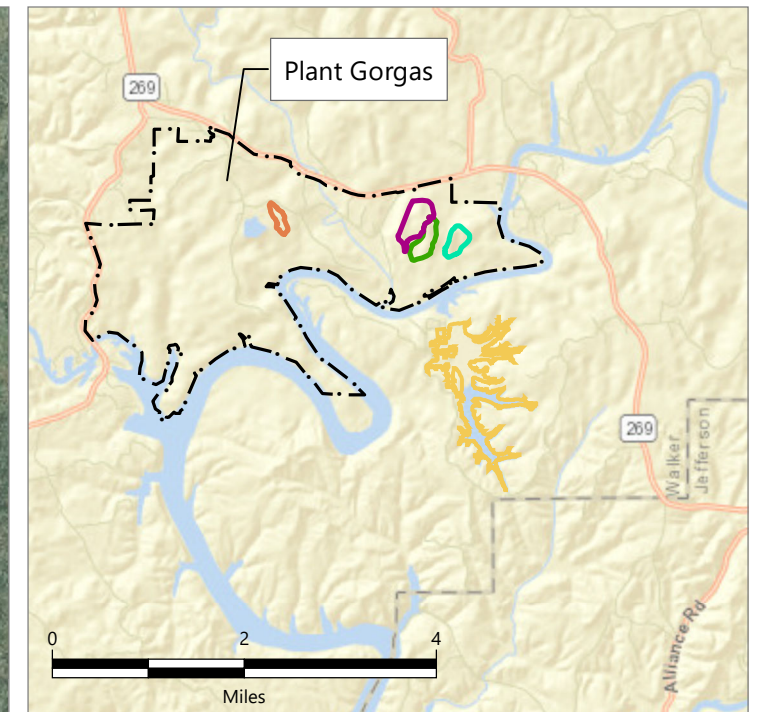 Plant Gorgas
269
269
Walker
Jefferson
Alliance Rd
0 2 4
Miles